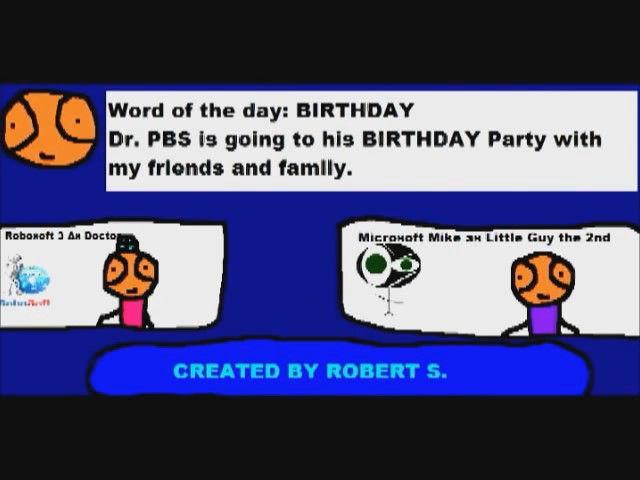 Word of the day: BIRTHDAY
Dr. PBS is going to his BIRTHDAY Party with
my friends and family.
Robosoft 3 As Doctor
Microsoft Mike as Little Guy the 2nd
RoboSoft
CREATED BY ROBERT S.